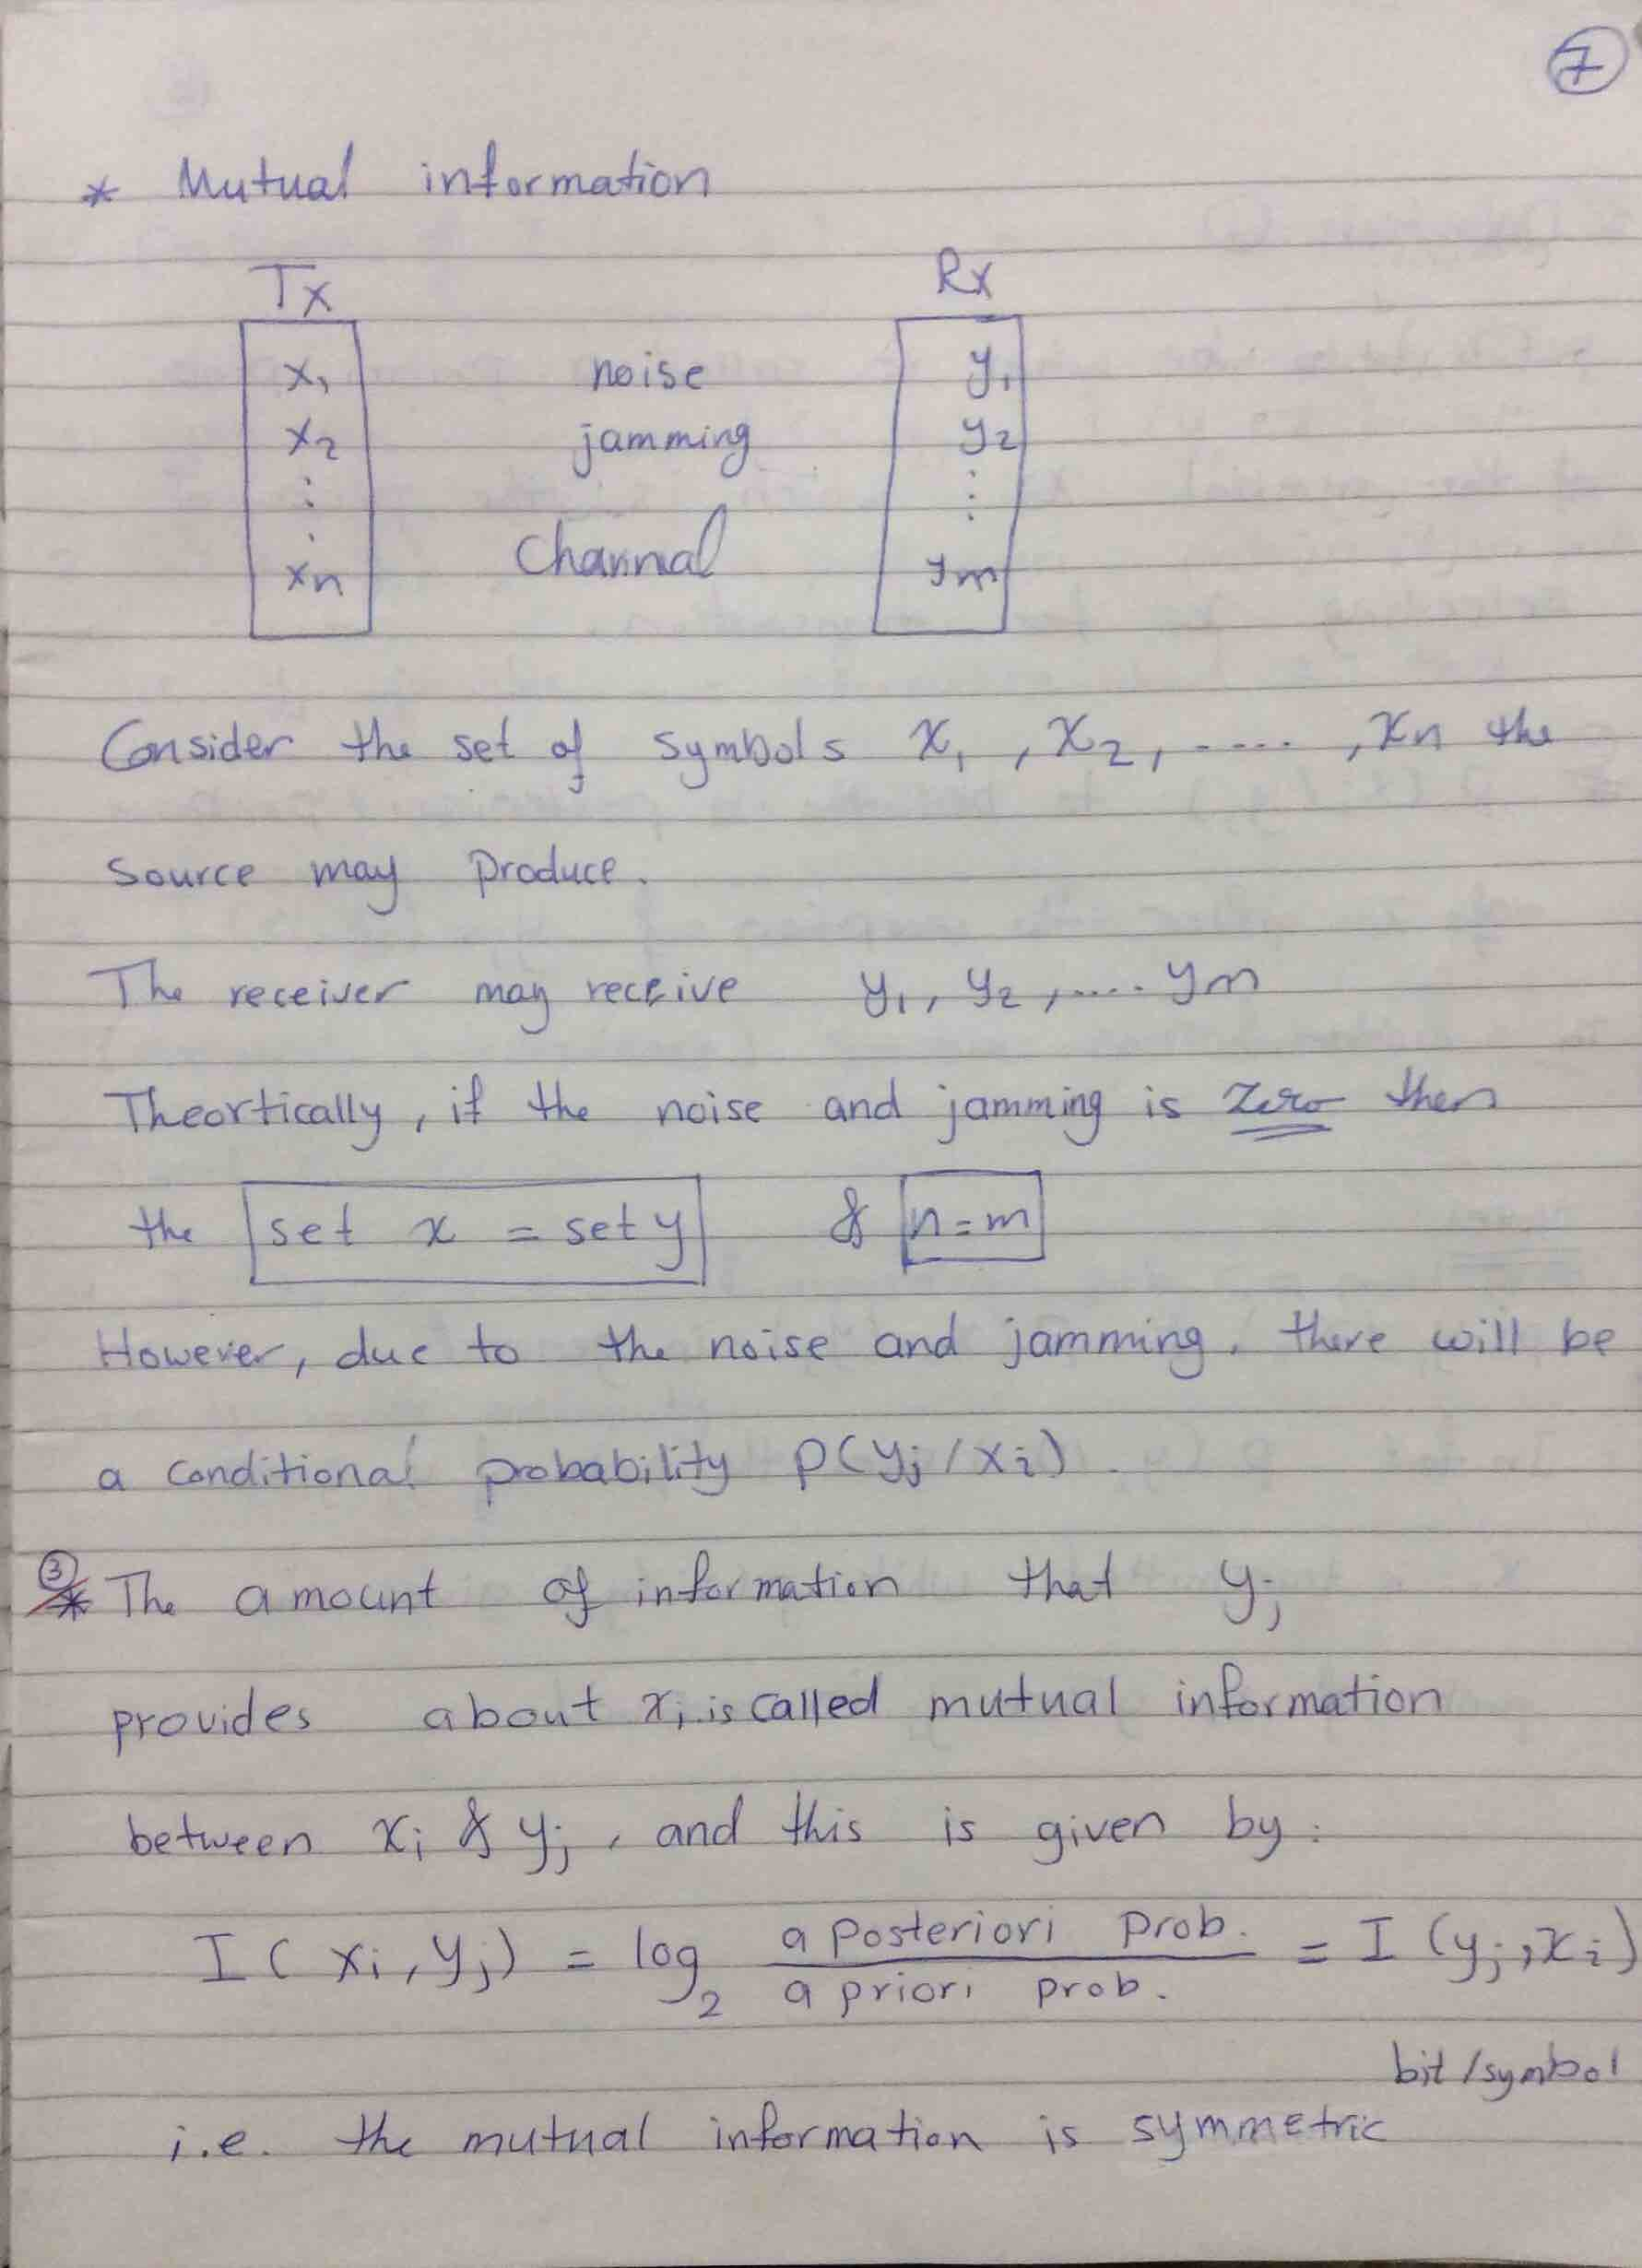 7
* Mutual information
Tx Rx
x1 noise y1
x2 jamming y2
⋮ ⋮
xn Channal ym
Consider the set of symbols x1 , x2 , ..... , xn the
source may produce.
The receiver may receive y1, y2 ,.... ym
Theortically, if the noise and jamming is zero then
the set x = set y & n=m
However, due to the noise and jamming, there will be
a conditional probability P(yj/xi).
3 * The amount of information that yj
provides about xi is called mutual information
between xi & yj , and this is given by:
I( xi , yj) = log2 a posteriori prob. / a priori prob. = I (yj ; xi)
bit/symbol
i.e. the mutual information is symmetric